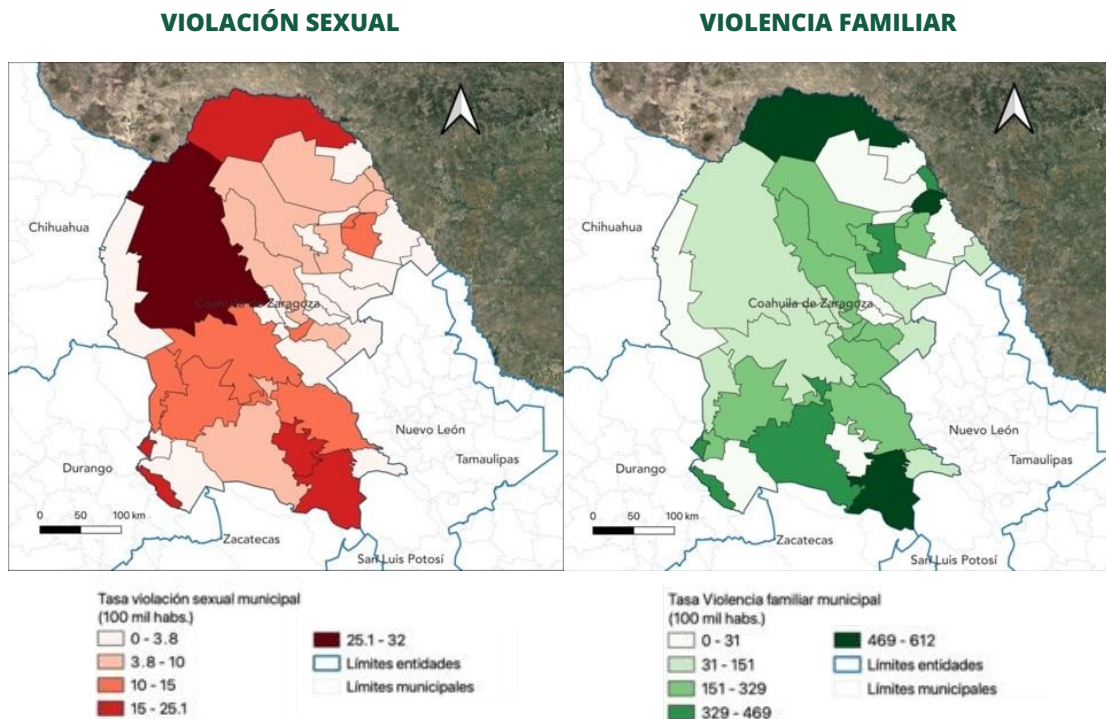 VIOLACIÓN SEXUAL
Chihuahua
Coahuila de Zaragoza
Nuevo León
Tamaulipas
Durango
0 50 100 km
Zacatecas
San Luis Potosí
Tasa violación sexual municipal
(100 mil habs.)
0 - 3.8
3.8 - 10
10 - 15
15 - 25.1
25.1 - 32
Límites entidades
Límites municipales
VIOLENCIA FAMILIAR
Chihuahua
Coahuila de Zaragoza
Nuevo León
Tamaulipas
Durango
0 50 100 km
Zacatecas
San Luis Potosí
Tasa Violencia familiar municipal
(100 mil habs.)
0 - 31
31 - 151
151 - 329
329 - 469
469 - 612
Límites entidades
Límites municipales